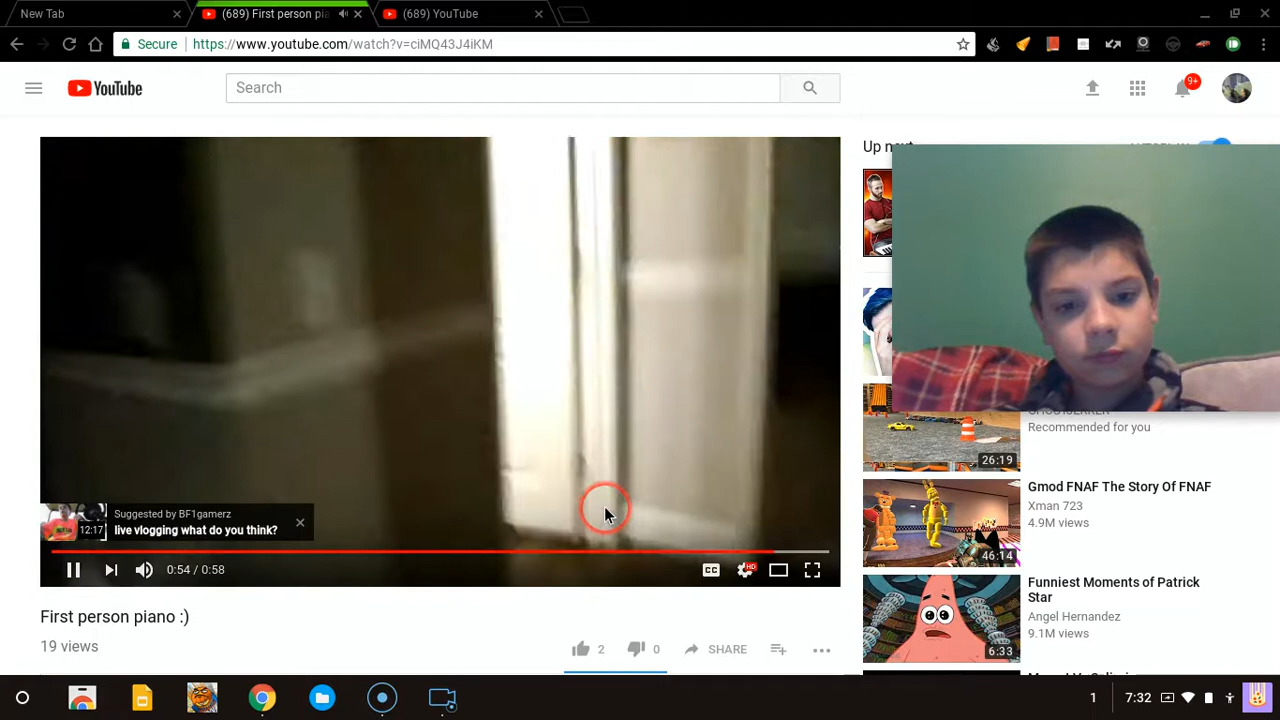 New Tab
(689) First person pia
(689) YouTube
Secure
https://www.youtube.com/watch?v=ciMQ43J4iKM
YouTube
Search
9+
Up next
Suggested by BF1gamerz
live vlogging what do you think?
12:17
0:54 / 0:58
CC
HD
First person piano :)
19 views
2
0
SHARE
Recommended for you
26:19
Gmod FNAF The Story Of FNAF
Xman 723
4.9M views
46:14
Funniest Moments of Patrick
Star
Angel Hernandez
9.1M views
6:33
1
7:32